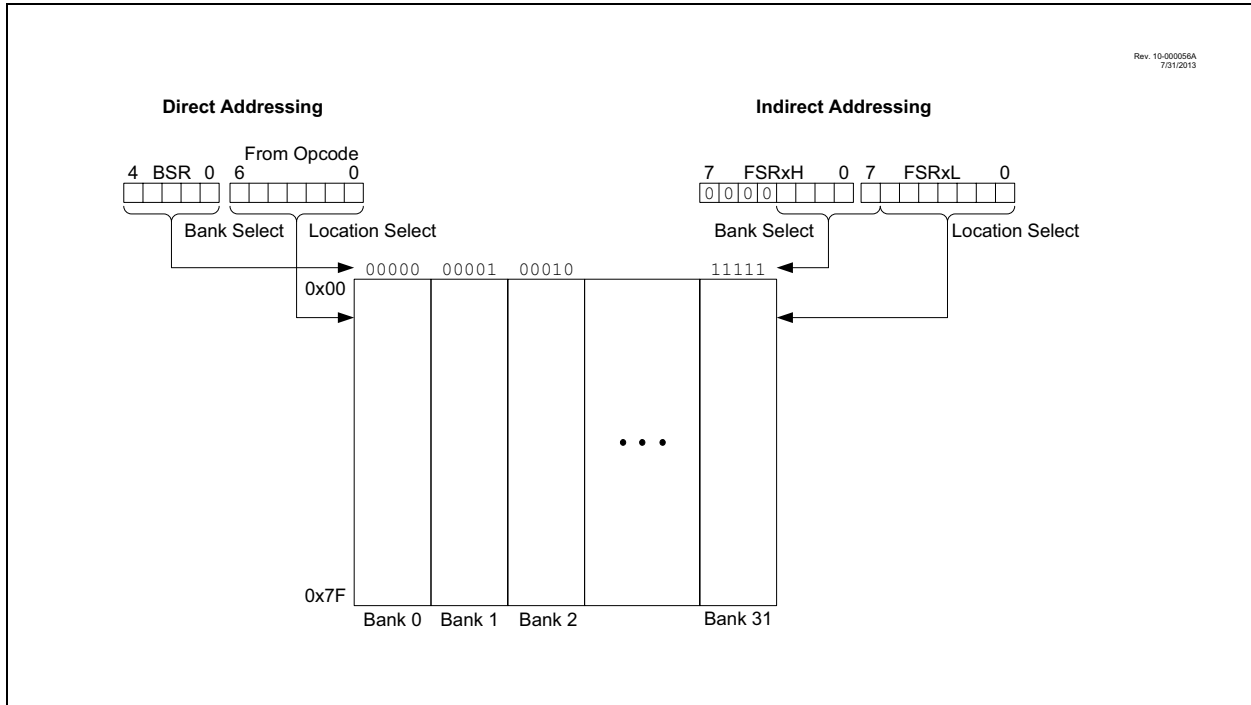 Rev. 10-000056A
7/31/2013
Direct Addressing
Indirect Addressing
From Opcode
4 BSR 0 6 0
7 FSRxH 0 7 FSRxL 0
0 0 0 0
Bank Select Location Select
Bank Select Location Select
00000 00001 00010 11111
0x00
• • •
0x7F
Bank 0 Bank 1 Bank 2 Bank 31